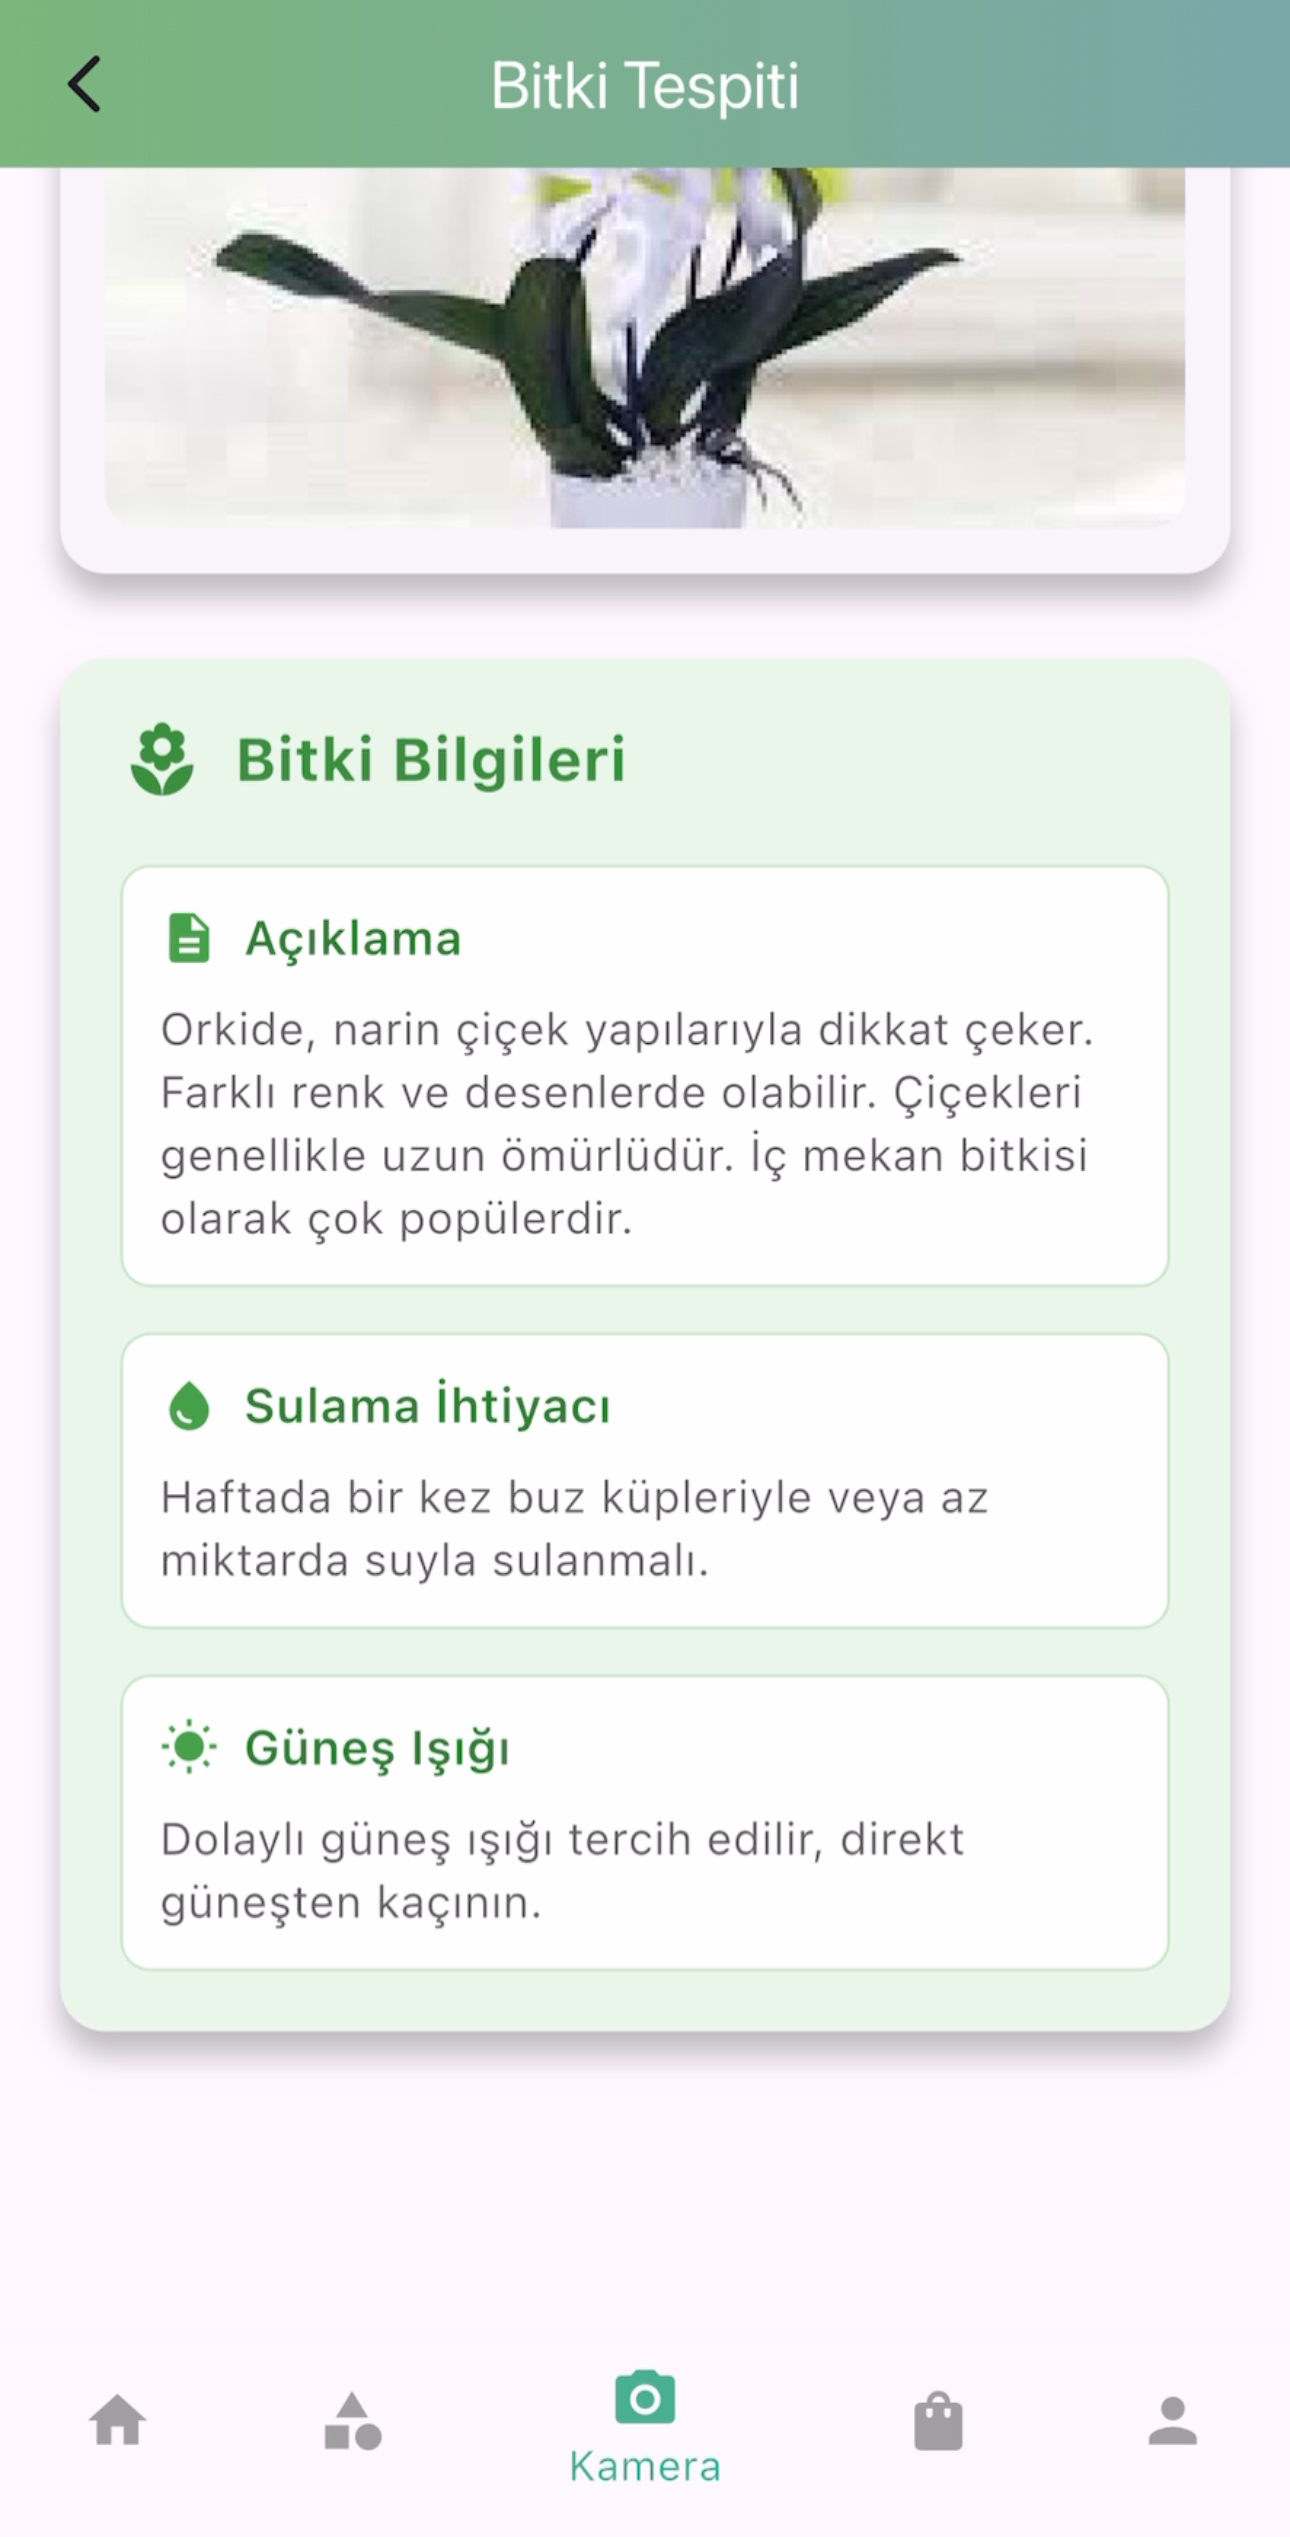 Bitki Tespiti
Bitki Bilgileri
Açıklama
Orkide, narin çiçek yapılarıyla dikkat çeker.
Farklı renk ve desenlerde olabilir. Çiçekleri
genellikle uzun ömürlüdür. İç mekan bitkisi
olarak çok popülerdir.
Sulama İhtiyacı
Haftada bir kez buz küpleriyle veya az
miktarda suyla sulanmalı.
Güneş Işığı
Dolaylı güneş ışığı tercih edilir, direkt
güneşten kaçının.
Kamera